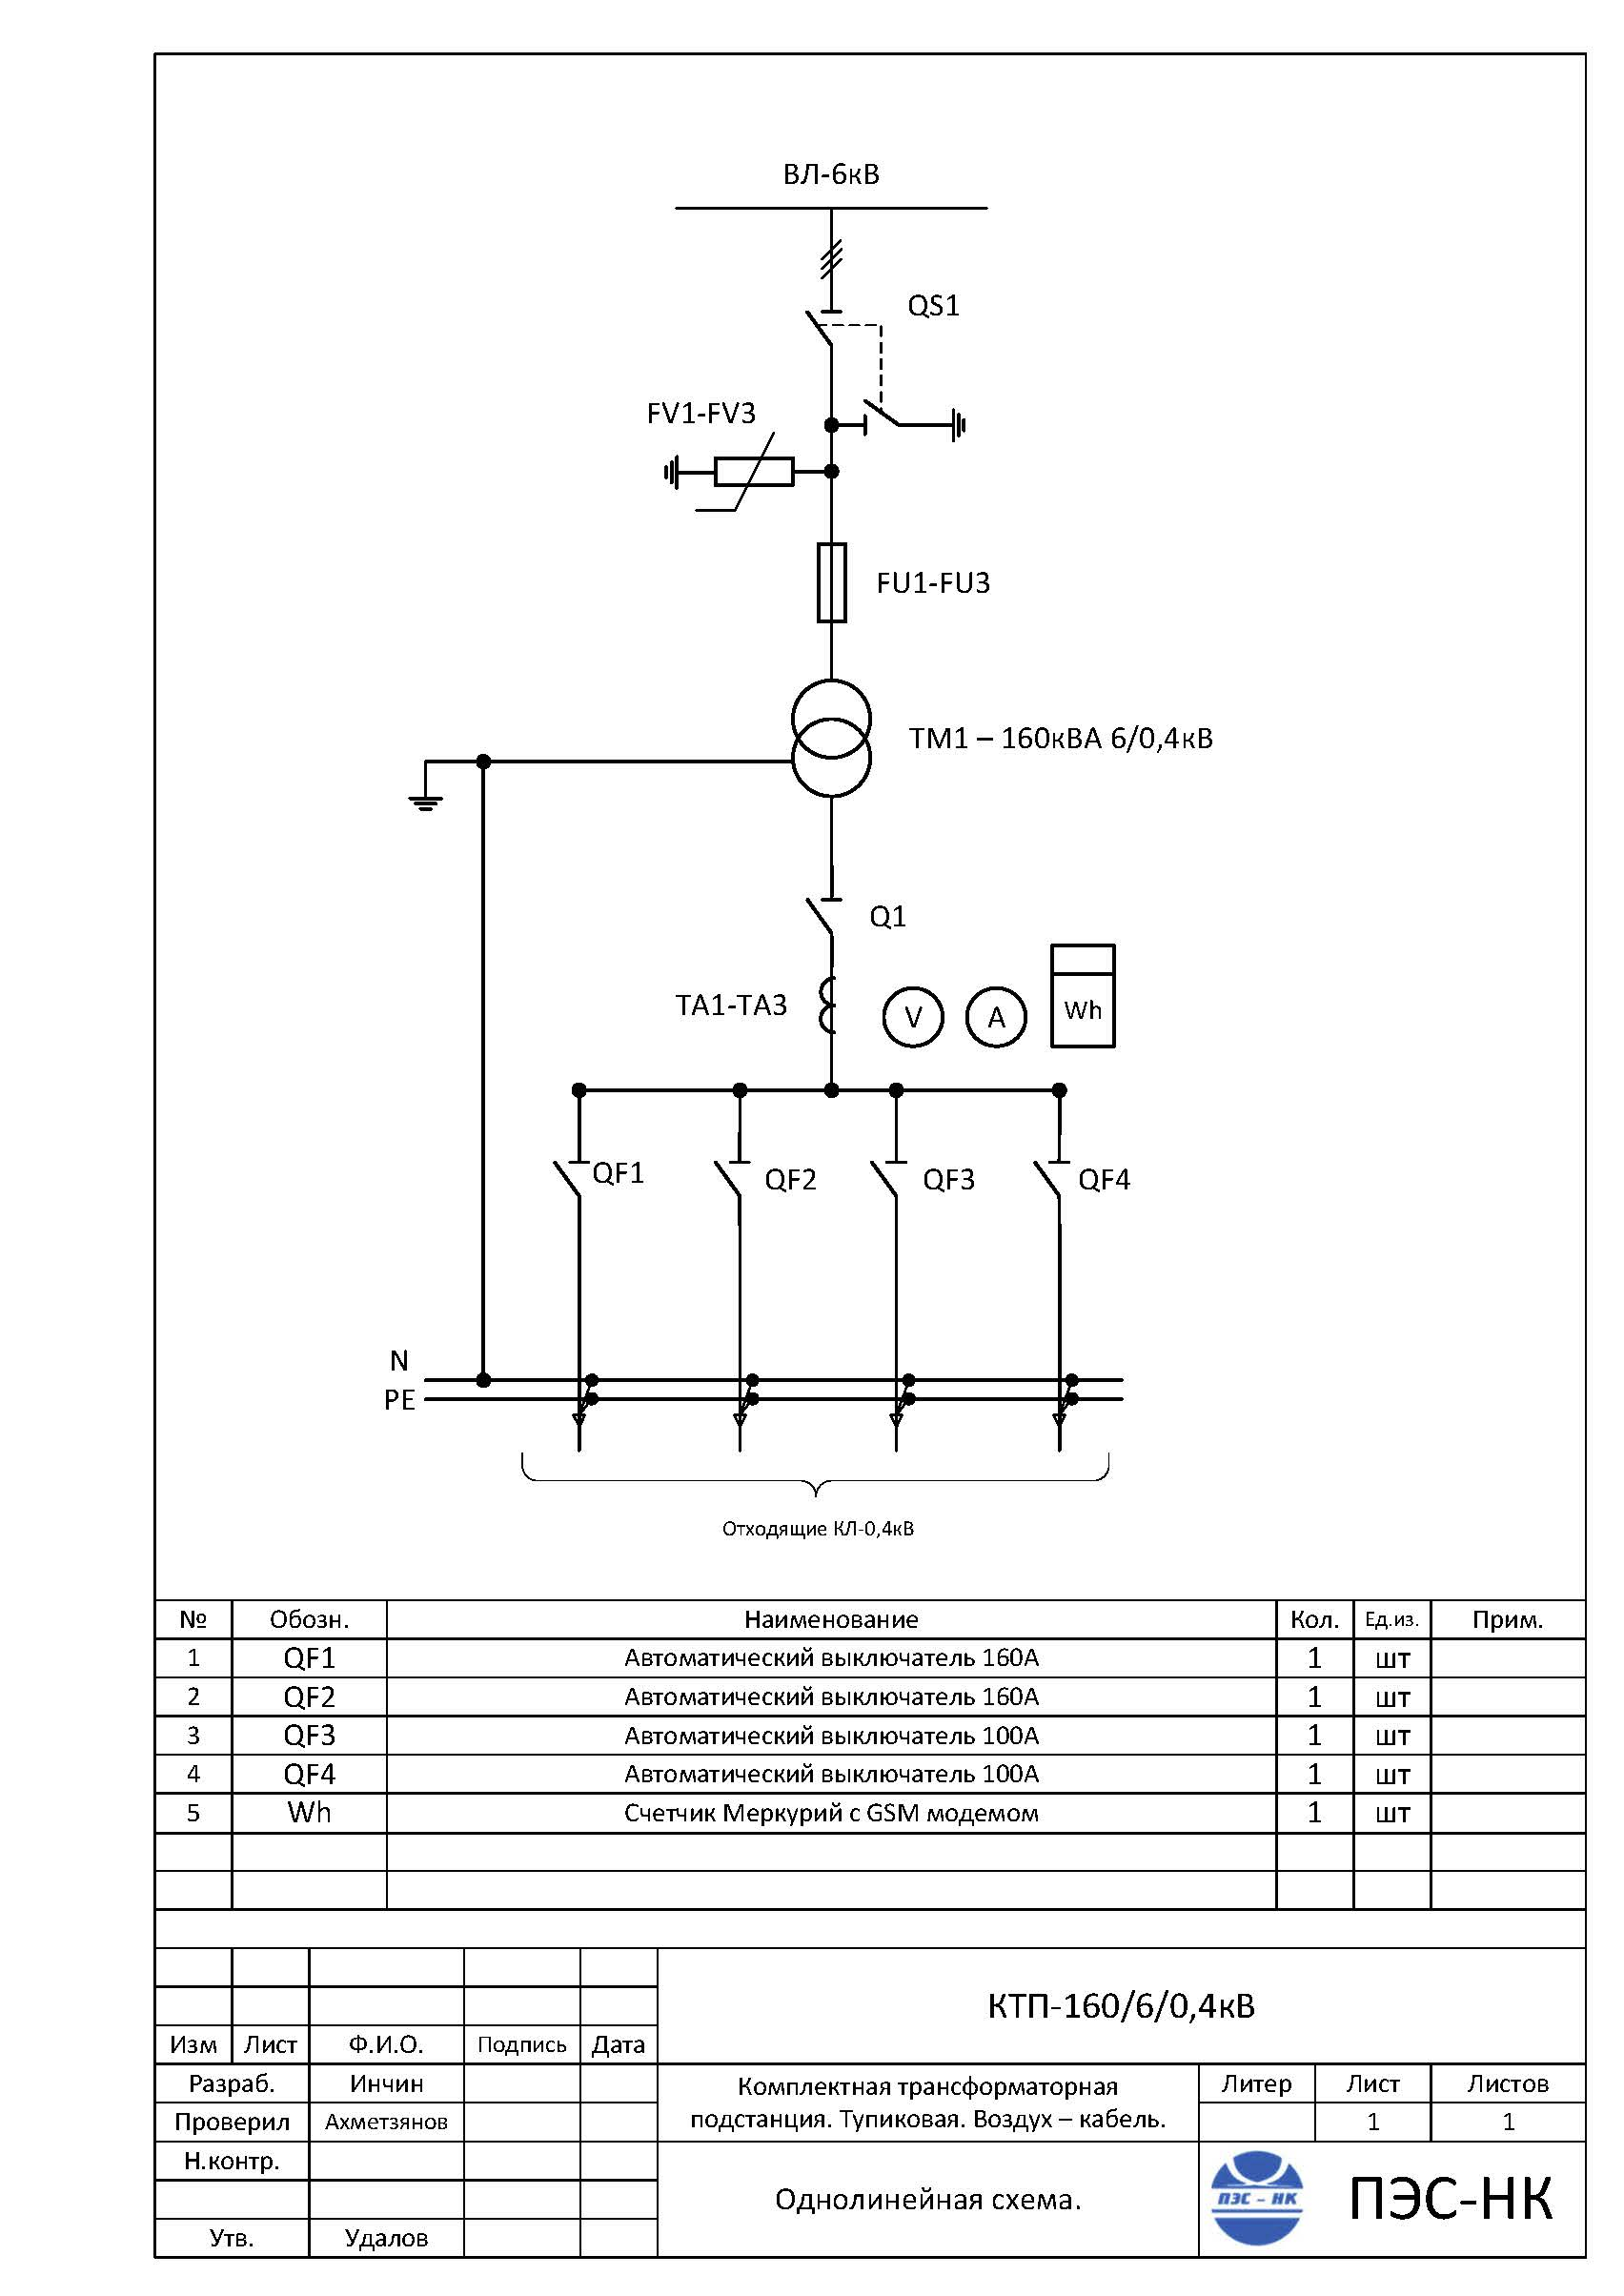 ВЛ-6кВ
QS1
FV1-FV3
FU1-FU3
ТМ1 – 160кВА 6/0,4кВ
Q1
ТА1-ТА3
V
A
Wh
QF1
QF2
QF3
QF4
N
PE
Отходящие КЛ-0,4кВ
№ Обозн. Наименование Кол. Ед.из. Прим.
1 QF1 Автоматический выключатель 160А 1 шт
2 QF2 Автоматический выключатель 160А 1 шт
3 QF3 Автоматический выключатель 100А 1 шт
4 QF4 Автоматический выключатель 100А 1 шт
5 Wh Счетчик Меркурий с GSM модемом 1 шт
КТП-160/6/0,4кВ
Изм Лист Ф.И.О. Подпись Дата
Разраб. Инчин
Проверил Ахметзянов
Н.контр.
Утв. Удалов
Комплектная трансформаторная
подстанция. Тупиковая. Воздух – кабель.
Литер Лист Листов
1 1
Однолинейная схема.
ПЭС – НК
ПЭС-НК